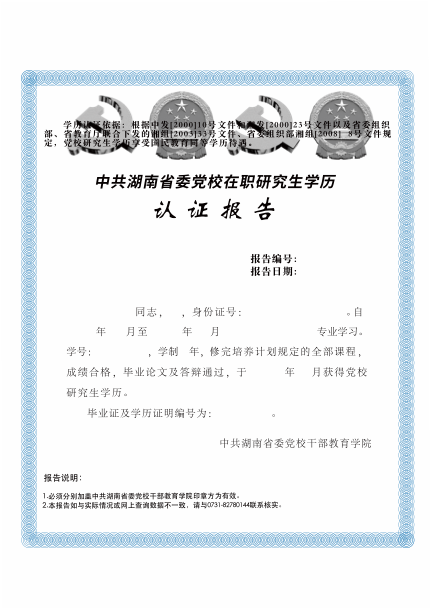 学历认证依据：根据中发[2000]10号文件和湘发[2000]23号文件以及省委组织
部、省教育厅联合下发的湘组[2003]33号文件、省委组织部湘组[2008] 8号文件规
定，党校研究生学历享受国民教育同等学历待遇。
中共湖南省委党校在职研究生学历
认证报告
报告编号：
报告日期：
同志， ，身份证号： 。自
年 月至 年 月 专业学习。
学号： ，学制 年，修完培养计划规定的全部课程，
成绩合格，毕业论文及答辩通过，于 年 月获得党校
研究生学历。
毕业证及学历证明编号为： 。
中共湖南省委党校干部教育学院
报告说明：
1.必须分别加盖中共湖南省委党校干部教育学院印章方为有效。
2.本报告如与实际情况或网上查询数据不一致，请与0731-82780144联系核实。